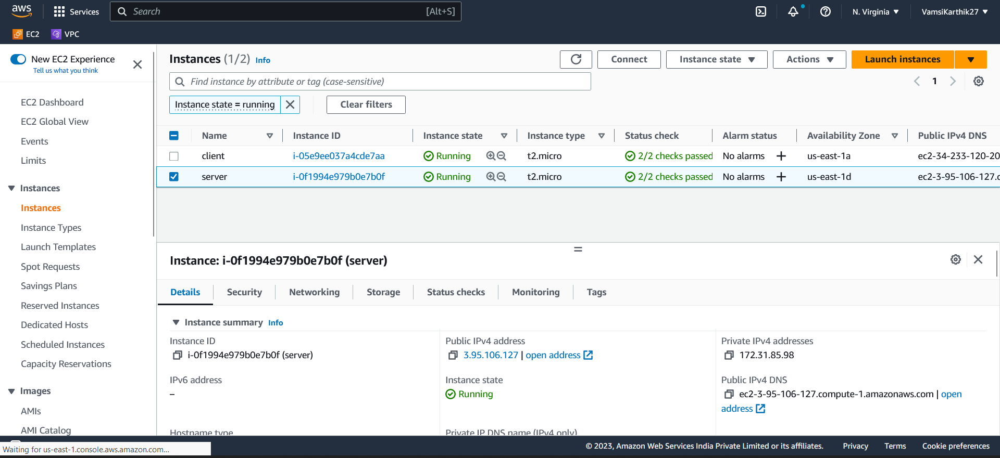 aws
Services
Search
[Alt+S]
N. Virginia
VamsiKarthik27
EC2
VPC
New EC2 Experience
Tell us what you think
EC2 Dashboard
EC2 Global View
Events
Limits
Instances
Instances
Instance Types
Launch Templates
Spot Requests
Savings Plans
Reserved Instances
Dedicated Hosts
Scheduled Instances
Capacity Reservations
Images
AMIs
AMI Catalog
Instances (1/2) Info
Connect
Instance state
Actions
Launch instances
Find instance by attribute or tag (case-sensitive)
1
Instance state = running
Clear filters
Name Instance ID Instance state Instance type Status check Alarm status Availability Zone Public IPv4 DNS
client i-05e9ee037a4cde7aa Running t2.micro 2/2 checks passed No alarms us-east-1a ec2-34-233-120-20
server i-0f1994e979b0e7b0f Running t2.micro 2/2 checks passed No alarms us-east-1d ec2-3-95-106-127.c
Instance: i-0f1994e979b0e7b0f (server)
Details Security Networking Storage Status checks Monitoring Tags
Instance summary Info
Instance ID
i-0f1994e979b0e7b0f (server)
Public IPv4 address
3.95.106.127 | open address
Private IPv4 addresses
172.31.85.98
IPv6 address
–
Instance state
Running
Public IPv4 DNS
ec2-3-95-106-127.compute-1.amazonaws.com | open
address
Hostname type
Private IP DNS name (IPv4 only)
Waiting for us-east-1.console.aws.amazon.com...
© 2023, Amazon Web Services India Private Limited or its affiliates. Privacy Terms Cookie preferences